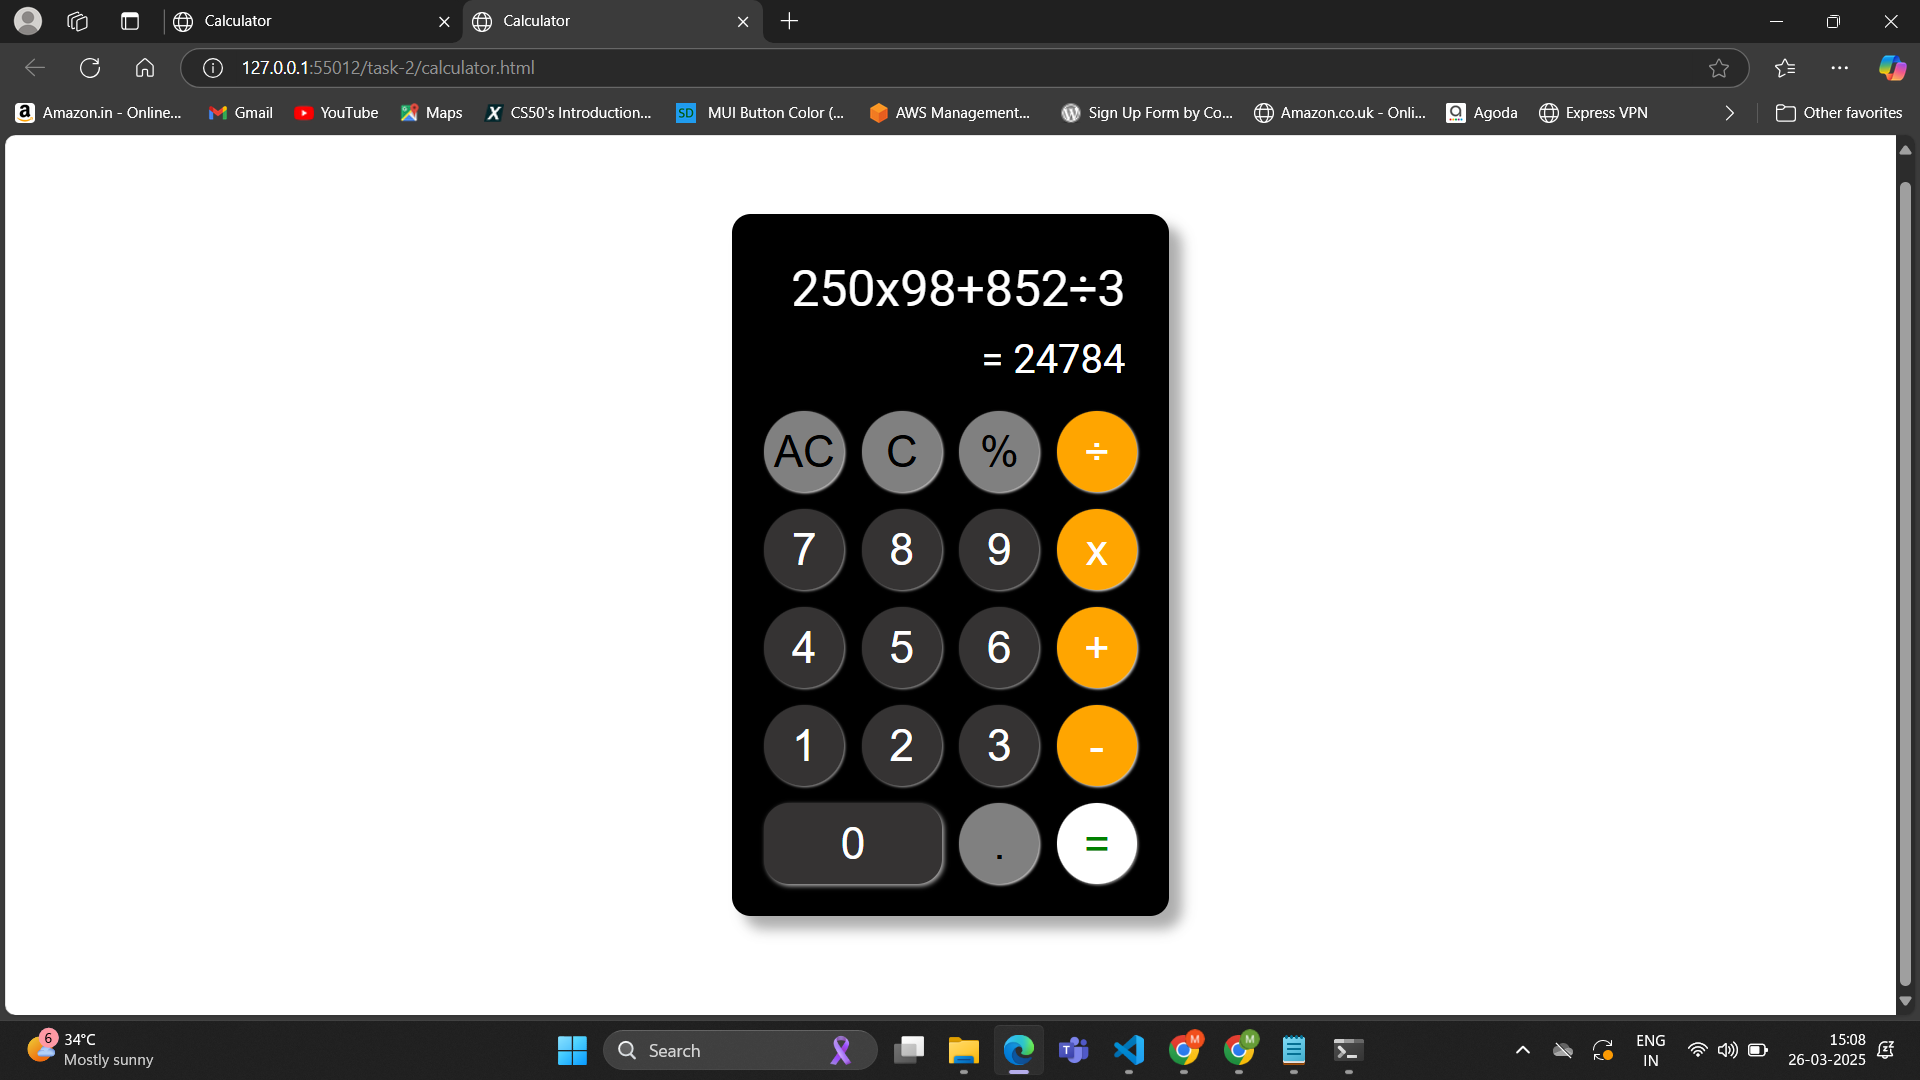 Calculator
Calculator
127.0.0.1:55012/task-2/calculator.html
Amazon.in - Online... Gmail YouTube Maps CS50's Introduction... SD MUI Button Color (... AWS Management... Sign Up Form by Co... Amazon.co.uk - Onli... Agoda Express VPN Other favorites
250x98+852÷3
= 24784
AC C % ÷
7 8 9 x
4 5 6 +
1 2 3 -
0 . =
6
34°C
Mostly sunny
Search
M
M
ENG
IN
15:08
26-03-2025